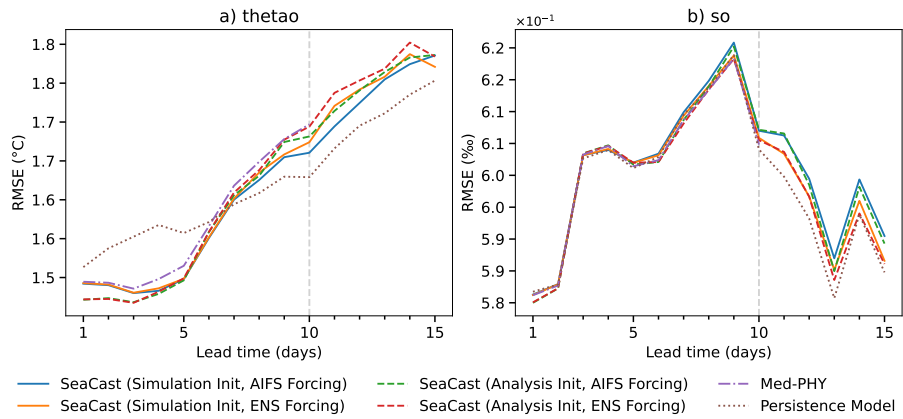 a) thetao
b) so
×10⁻¹
1.8
1.8
1.7
1.7
1.6
1.6
1.5
RMSE (°C)
1
5
10
15
Lead time (days)
6.2
6.2
6.1
6.1
6.0
6.0
5.9
5.9
5.8
RMSE (‰)
1
5
10
15
Lead time (days)
SeaCast (Simulation Init, AIFS Forcing)
SeaCast (Simulation Init, ENS Forcing)
SeaCast (Analysis Init, AIFS Forcing)
SeaCast (Analysis Init, ENS Forcing)
Med-PHY
Persistence Model